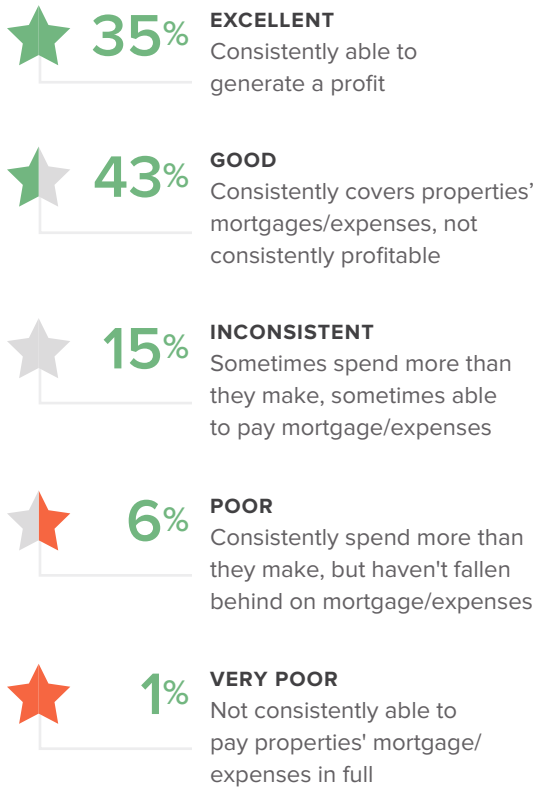 35% EXCELLENT
Consistently able to
generate a profit
43% GOOD
Consistently covers properties’
mortgages/expenses, not
consistently profitable
15% INCONSISTENT
Sometimes spend more than
they make, sometimes able
to pay mortgage/expenses
6% POOR
Consistently spend more than
they make, but haven't fallen
behind on mortgage/expenses
1% VERY POOR
Not consistently able to
pay properties' mortgage/
expenses in full